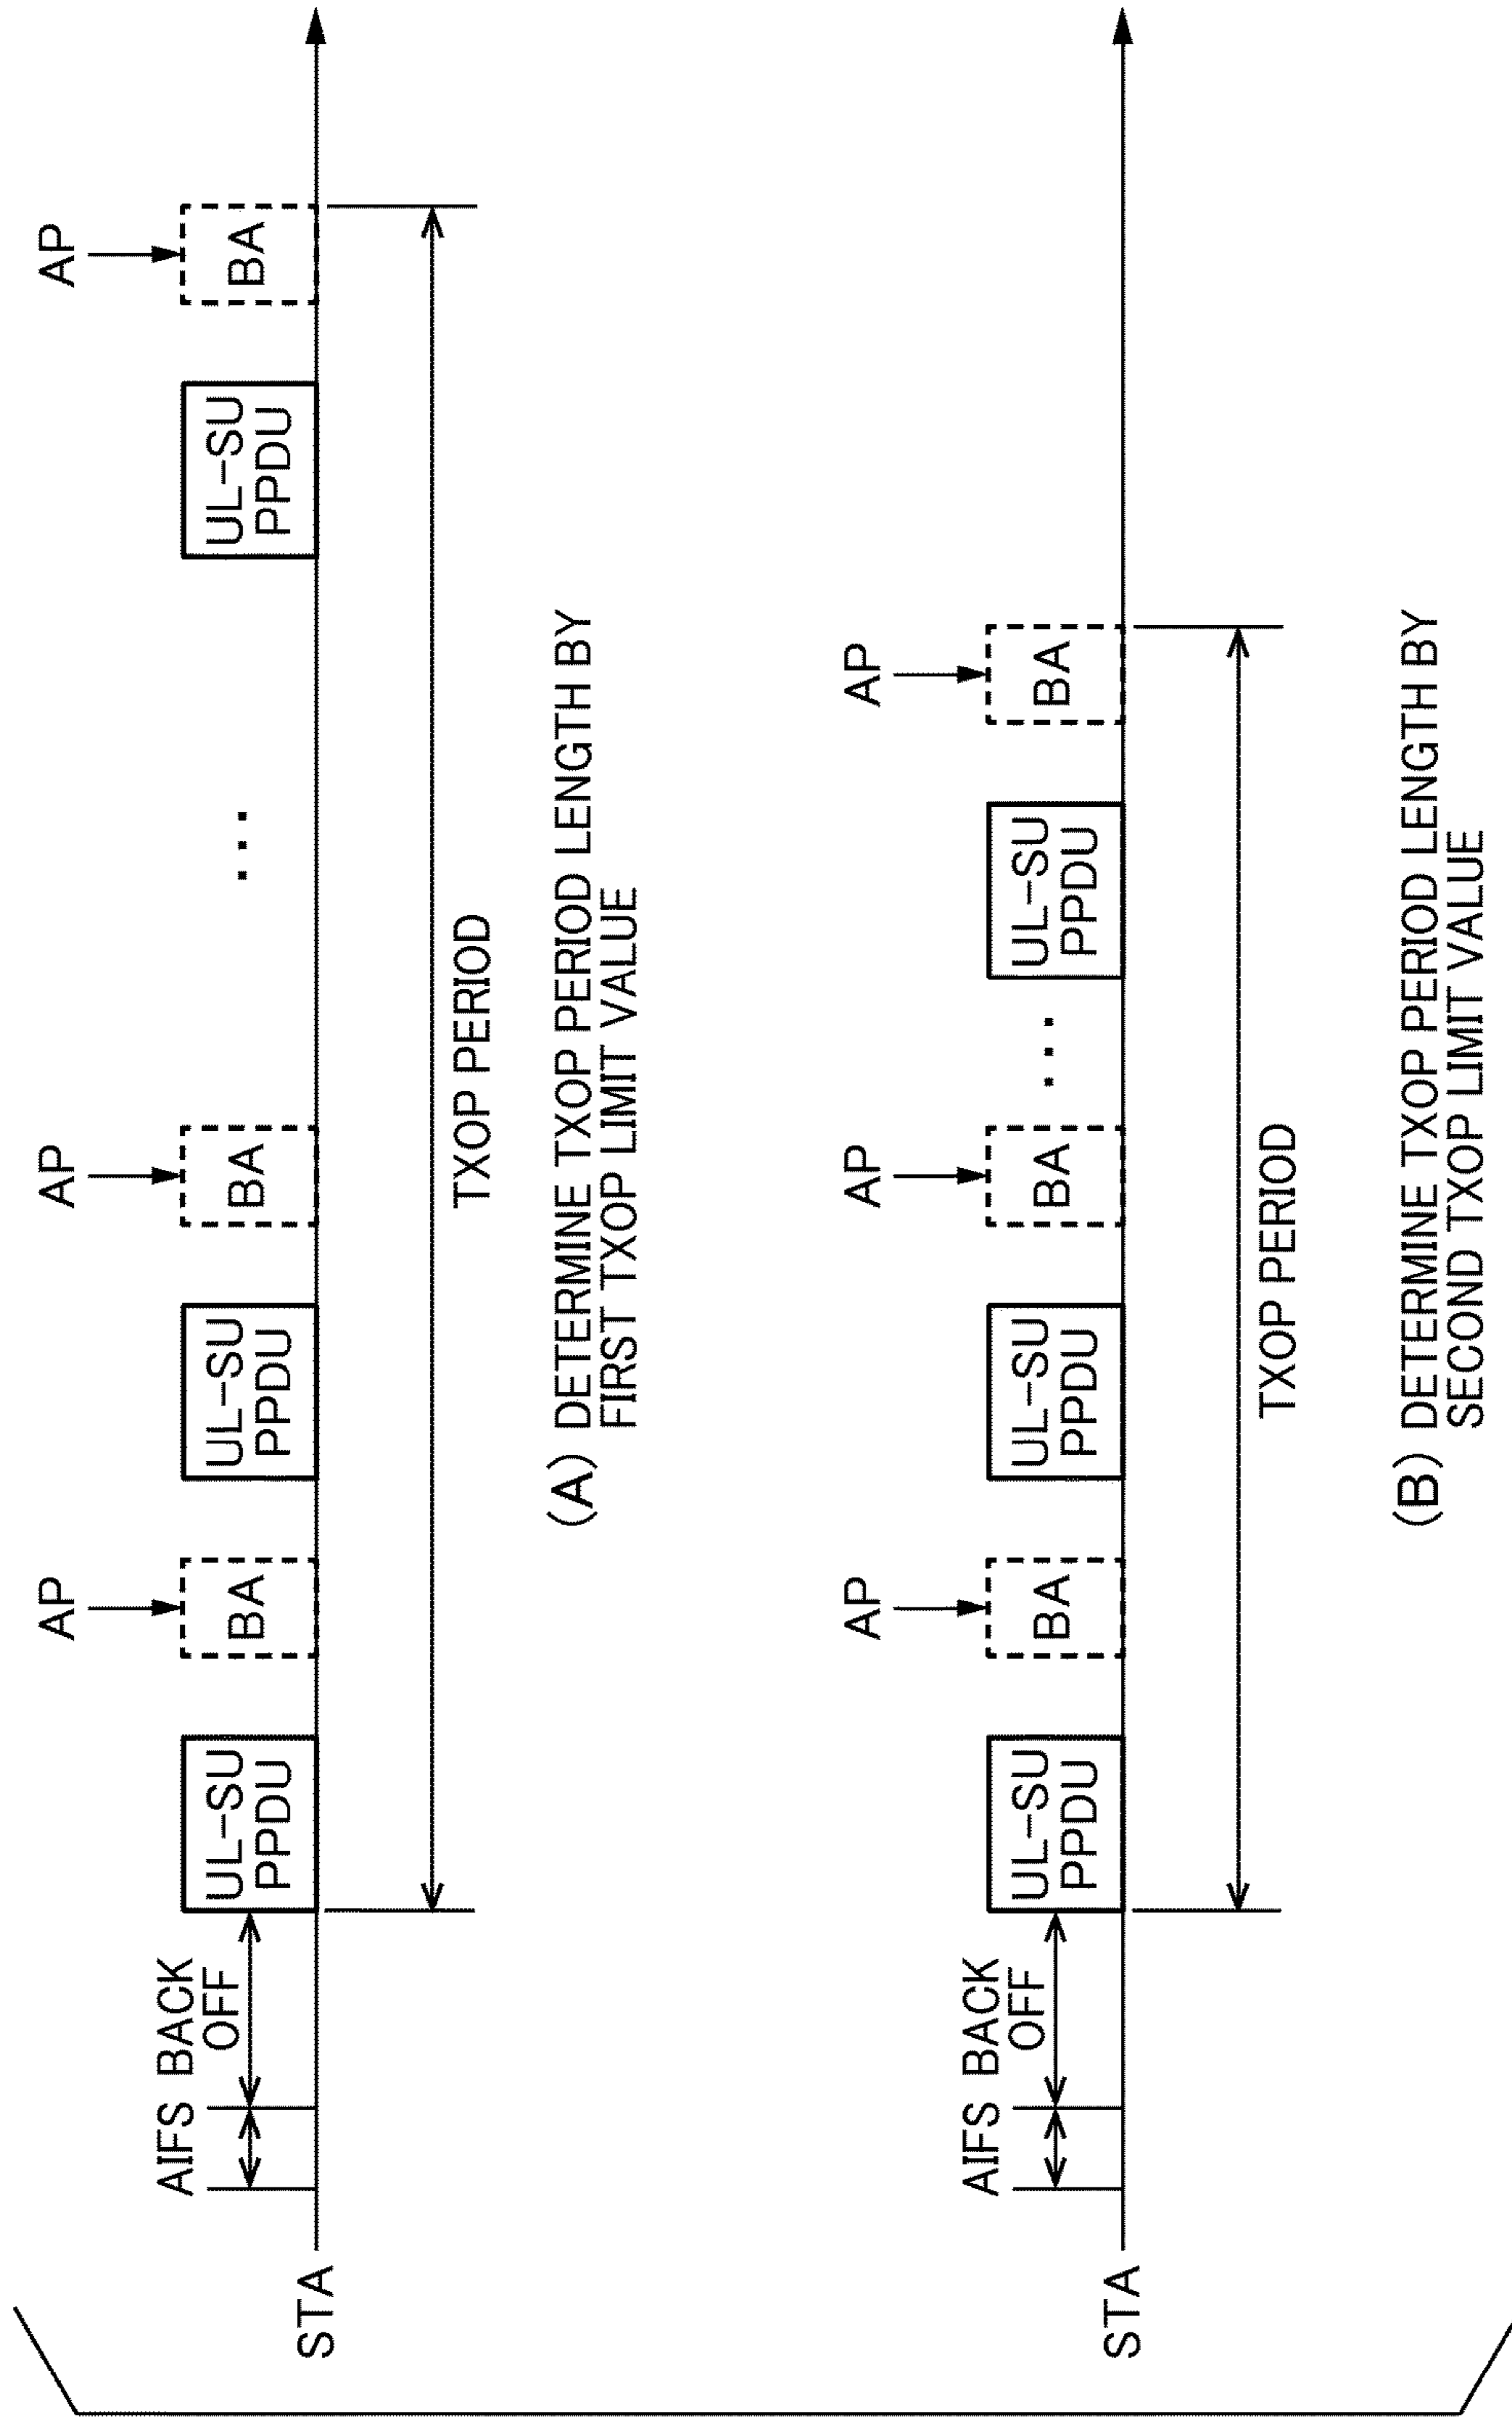 AP
AP
AP
AIFS
BACK
OFF
UL-SU
PPDU
BA
UL-SU
PPDU
BA
...
UL-SU
PPDU
BA
STA
TXOP PERIOD
(A) DETERMINE TXOP PERIOD LENGTH BY
FIRST TXOP LIMIT VALUE
AP
AP
AP
AIFS
BACK
OFF
UL-SU
PPDU
BA
UL-SU
PPDU
BA
...
UL-SU
PPDU
BA
STA
TXOP PERIOD
(B) DETERMINE TXOP PERIOD LENGTH BY
SECOND TXOP LIMIT VALUE